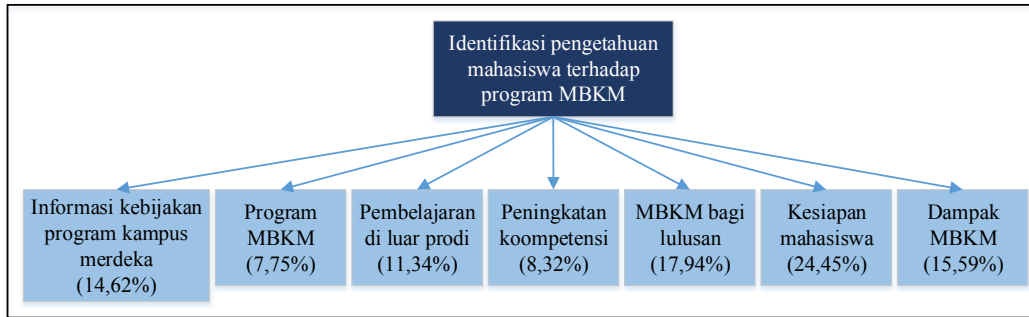 Identifikasi pengetahuan
mahasiswa terhadap
program MBKM
Informasi kebijakan
program kampus
merdeka
(14,62%)
Program
MBKM
(7,75%)
Pembelajaran
di luar prodi
(11,34%)
Peningkatan
koompetensi
(8,32%)
MBKM bagi
lulusan
(17,94%)
Kesiapan
mahasiswa
(24,45%)
Dampak
MBKM
(15,59%)